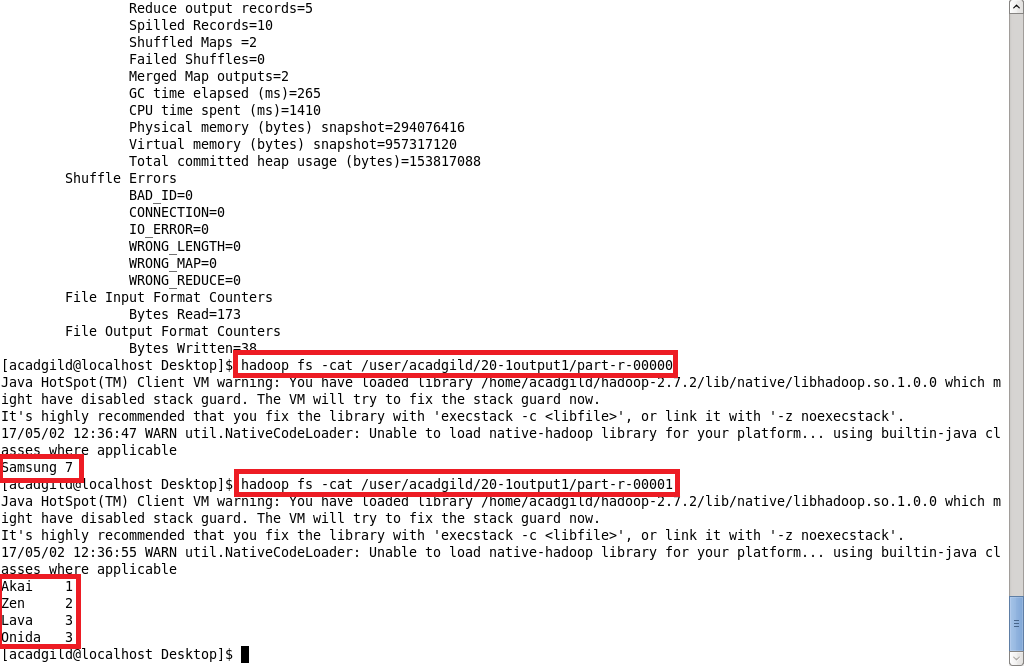 Reduce output records=5
Spilled Records=10
Shuffled Maps =2
Failed Shuffles=0
Merged Map outputs=2
GC time elapsed (ms)=265
CPU time spent (ms)=1410
Physical memory (bytes) snapshot=294076416
Virtual memory (bytes) snapshot=957317120
Total committed heap usage (bytes)=153817088
Shuffle Errors
BAD_ID=0
CONNECTION=0
IO_ERROR=0
WRONG_LENGTH=0
WRONG_MAP=0
WRONG_REDUCE=0
File Input Format Counters
Bytes Read=173
File Output Format Counters
Bytes Written=38
[acadgild@localhost Desktop]$ hadoop fs -cat /user/acadgild/20-1output1/part-r-00000
Java HotSpot(TM) Client VM warning: You have loaded library /home/acadgild/hadoop-2.7.2/lib/native/libhadoop.so.1.0.0 which m
ight have disabled stack guard. The VM will try to fix the stack guard now.
It's highly recommended that you fix the library with 'execstack -c <libfile>', or link it with '-z noexecstack'.
17/05/02 12:36:47 WARN util.NativeCodeLoader: Unable to load native-hadoop library for your platform... using builtin-java cl
asses where applicable
Samsung 7
[acadgild@localhost Desktop]$ hadoop fs -cat /user/acadgild/20-1output1/part-r-00001
Java HotSpot(TM) Client VM warning: You have loaded library /home/acadgild/hadoop-2.7.2/lib/native/libhadoop.so.1.0.0 which m
ight have disabled stack guard. The VM will try to fix the stack guard now.
It's highly recommended that you fix the library with 'execstack -c <libfile>', or link it with '-z noexecstack'.
17/05/02 12:36:55 WARN util.NativeCodeLoader: Unable to load native-hadoop library for your platform... using builtin-java cl
asses where applicable
Akai 1
Zen 2
Lava 3
Onida 3
[acadgild@localhost Desktop]$